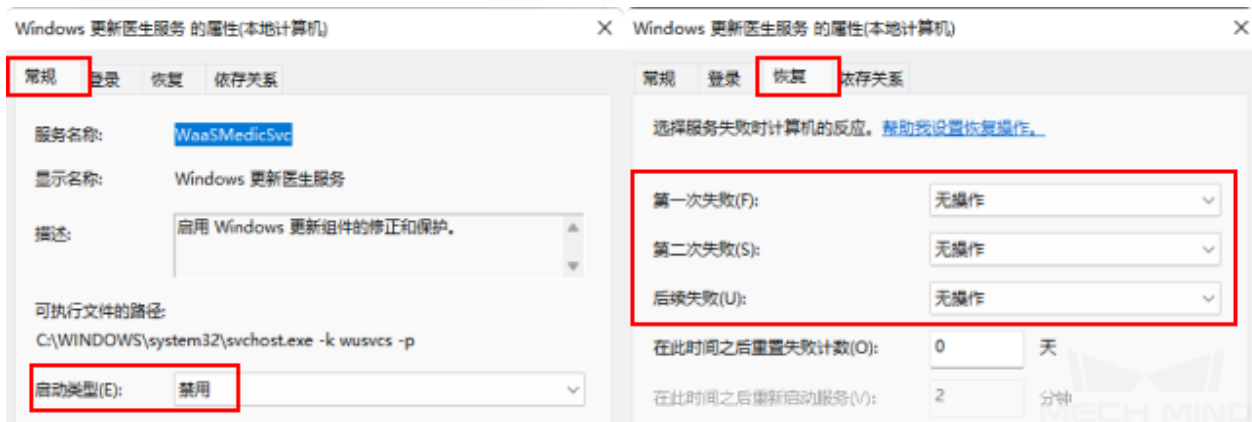 Windows 更新医生服务 的属性(本地计算机)
常规 登录 恢复 依存关系
服务名称: WaaSMedicSvc
显示名称: Windows 更新医生服务
描述: 启用 Windows 更新组件的修正和保护。
可执行文件的路径:
C:\WINDOWS\system32\svchost.exe -k wusvcs -p
启动类型(E): 禁用
Windows 更新医生服务 的属性(本地计算机)
常规 登录 恢复 依存关系
选择服务失败时计算机的反应。帮助我设置恢复操作。
第一次失败(F): 无操作
第二次失败(S): 无操作
后续失败(U): 无操作
在此时间之后重置失败计数(O): 0 天
在此时间之后重新启动服务(V): 2 分钟
MECH MIND